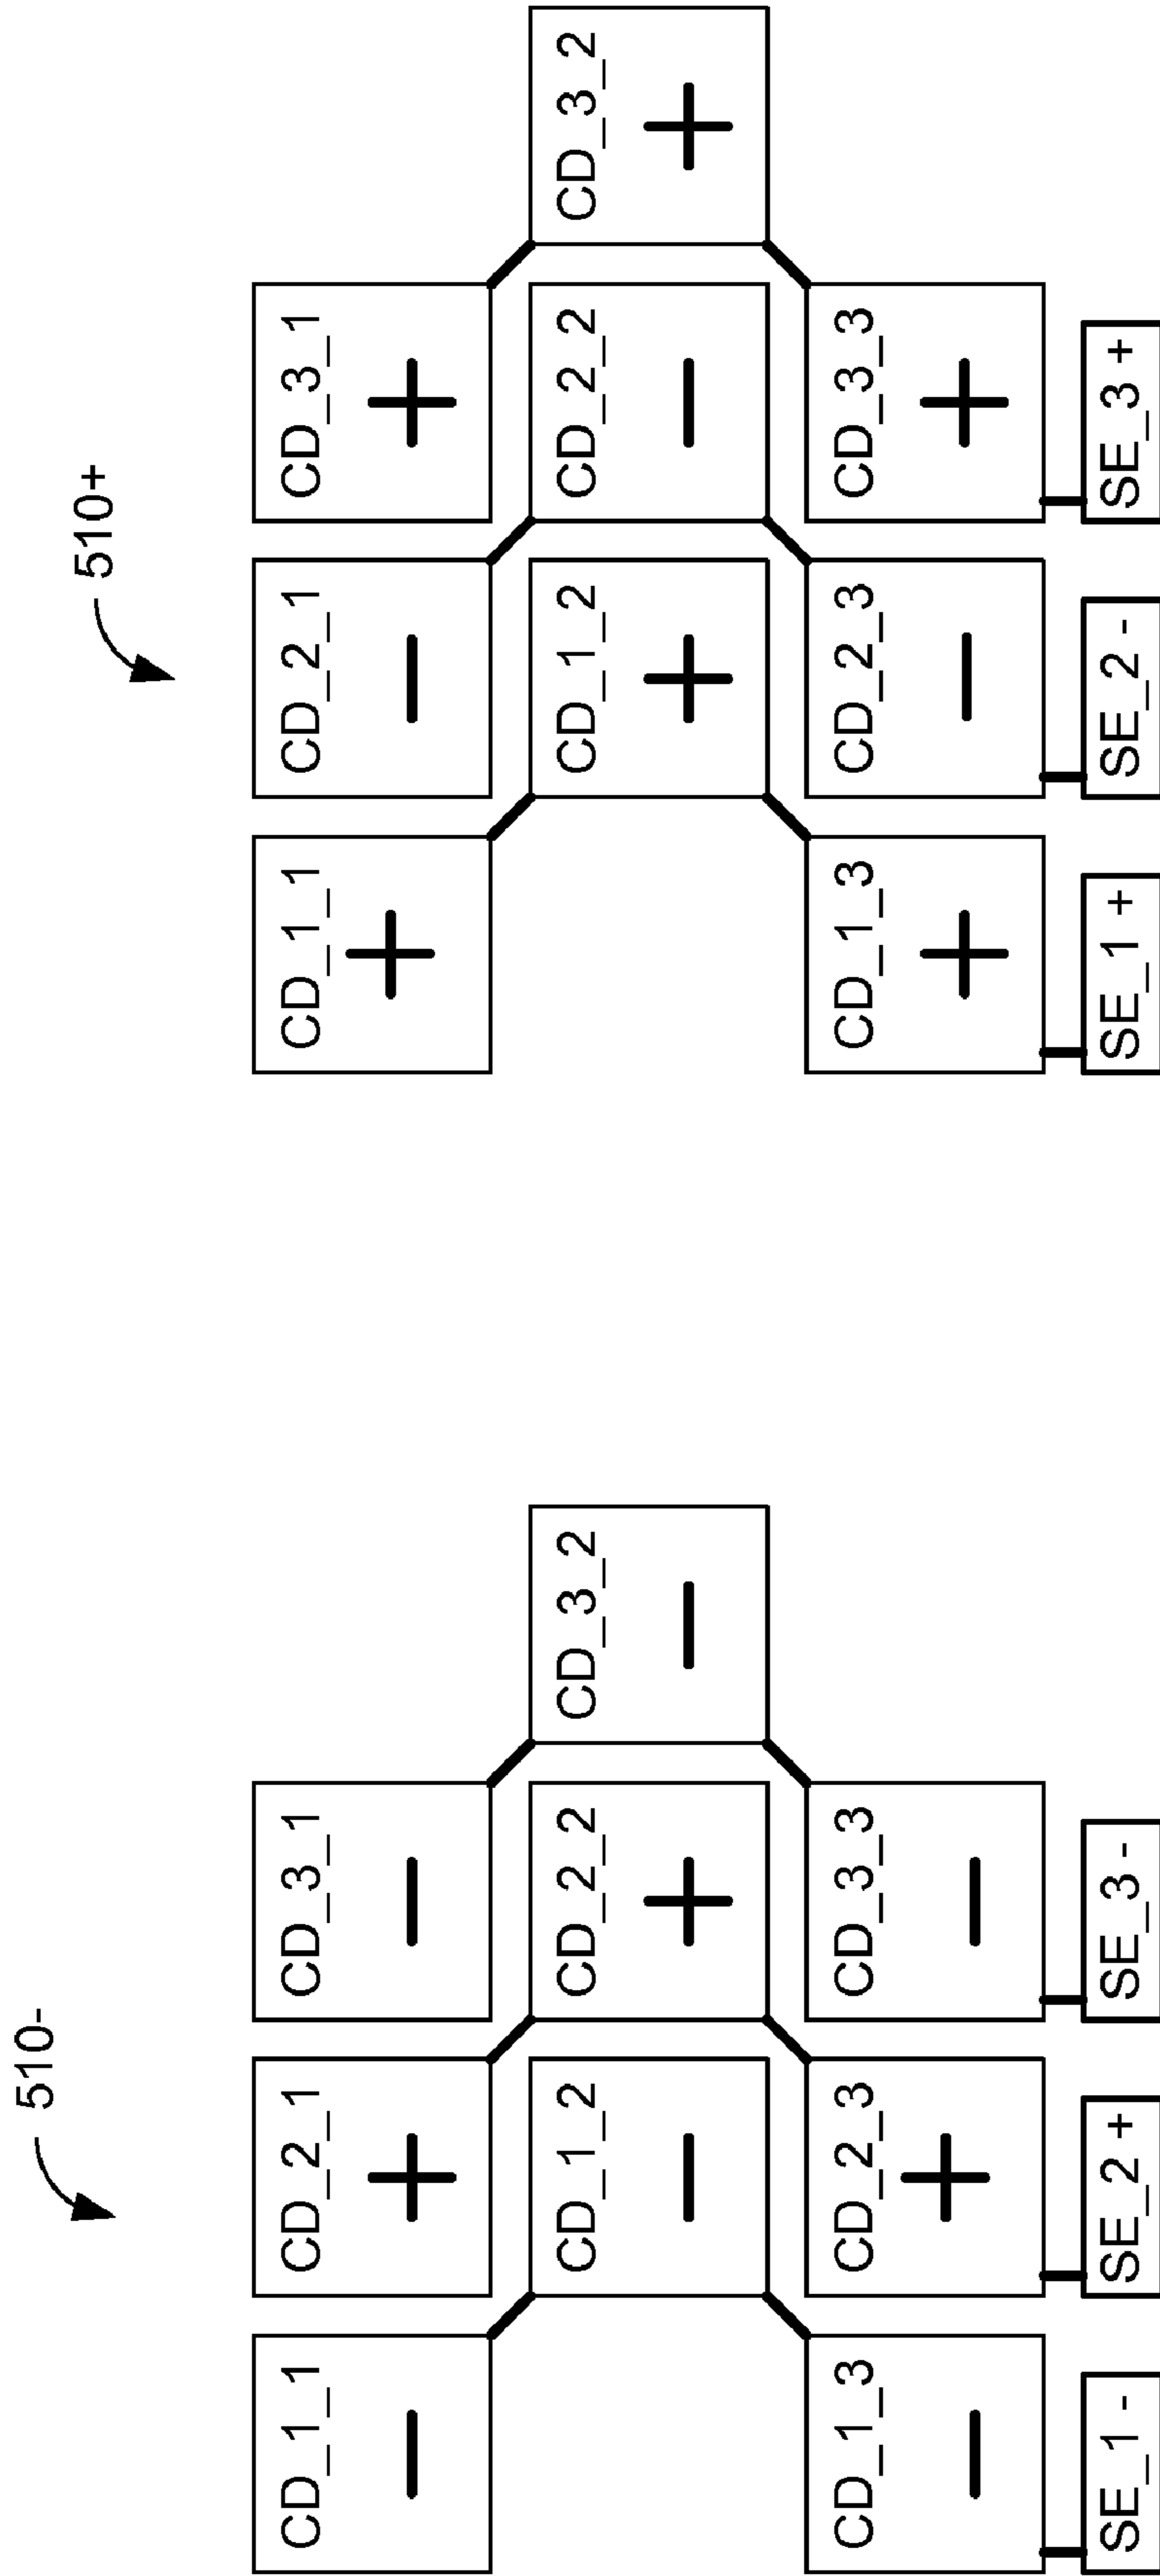 510-
CD_1_1
CD_2_1
CD_3_1
− + −
CD_1_2
CD_2_2
CD_3_2
− + −
CD_1_3
CD_2_3
CD_3_3
− + −
SE_1 -
SE_2 +
SE_3 -
510+
CD_1_1
CD_2_1
CD_3_1
+ − +
CD_1_2
CD_2_2
CD_3_2
+ − +
CD_1_3
CD_2_3
CD_3_3
+ − +
SE_1 +
SE_2 -
SE_3 +